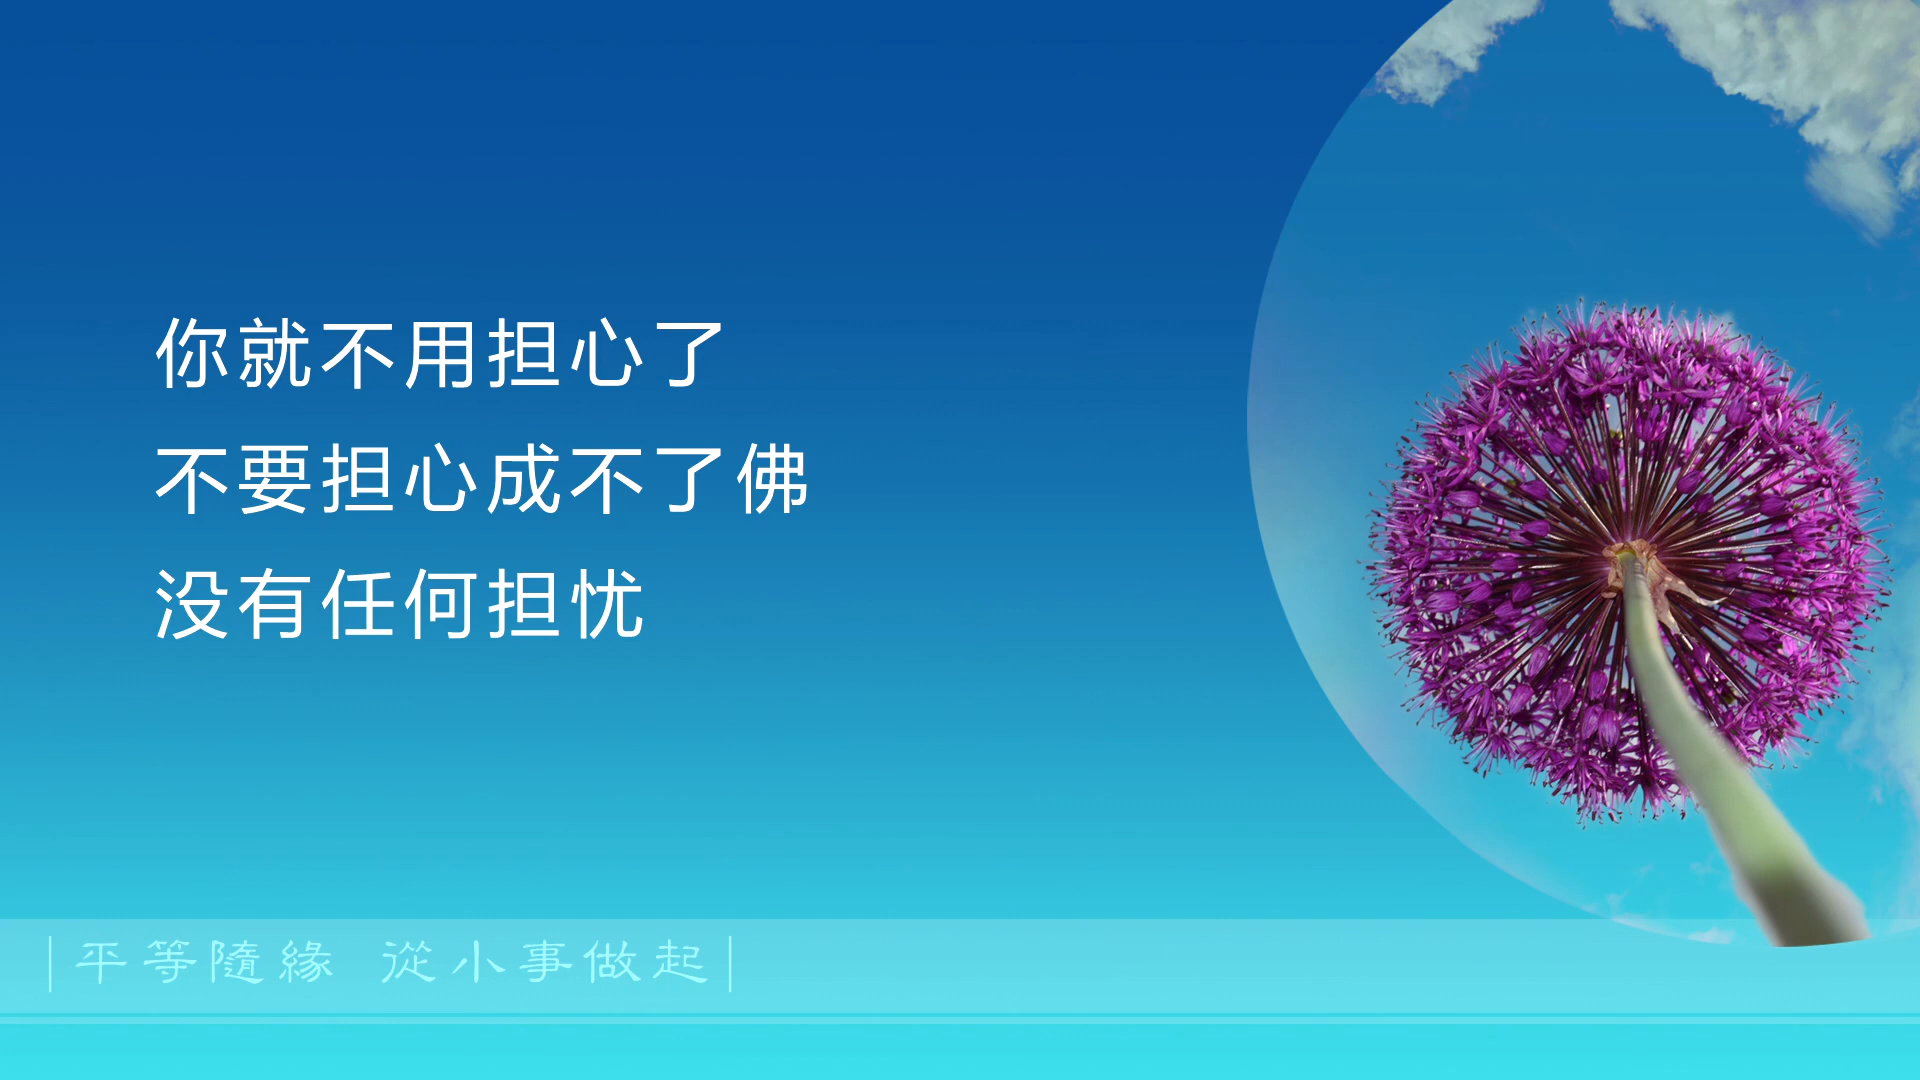 你就不用担心了
不要担心成不了佛
没有任何担忧
|平等隨緣 從小事做起|